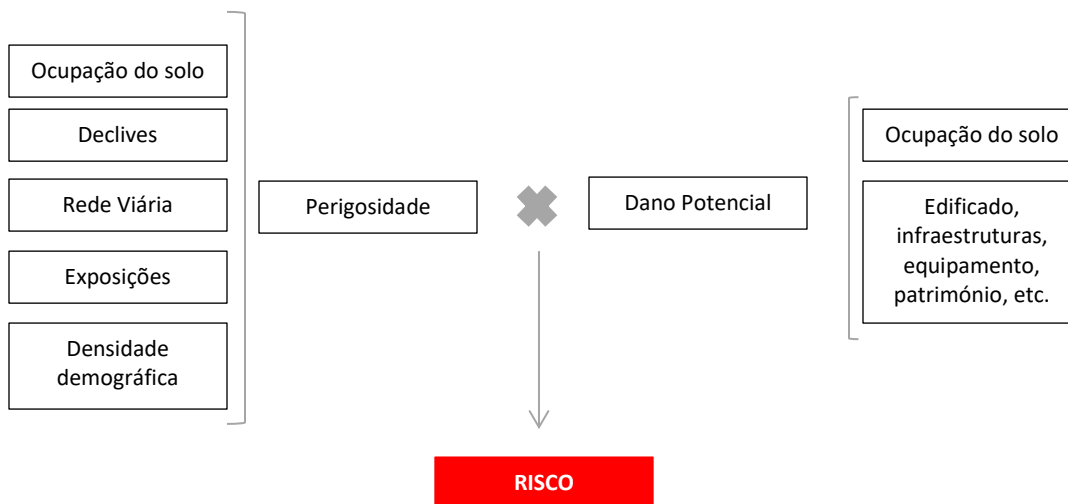 Ocupação do solo
Declives
Rede Viária
Exposições
Densidade
demográfica
Perigosidade
Dano Potencial
Ocupação do solo
Edificado,
infraestruturas,
equipamento,
património, etc.
RISCO